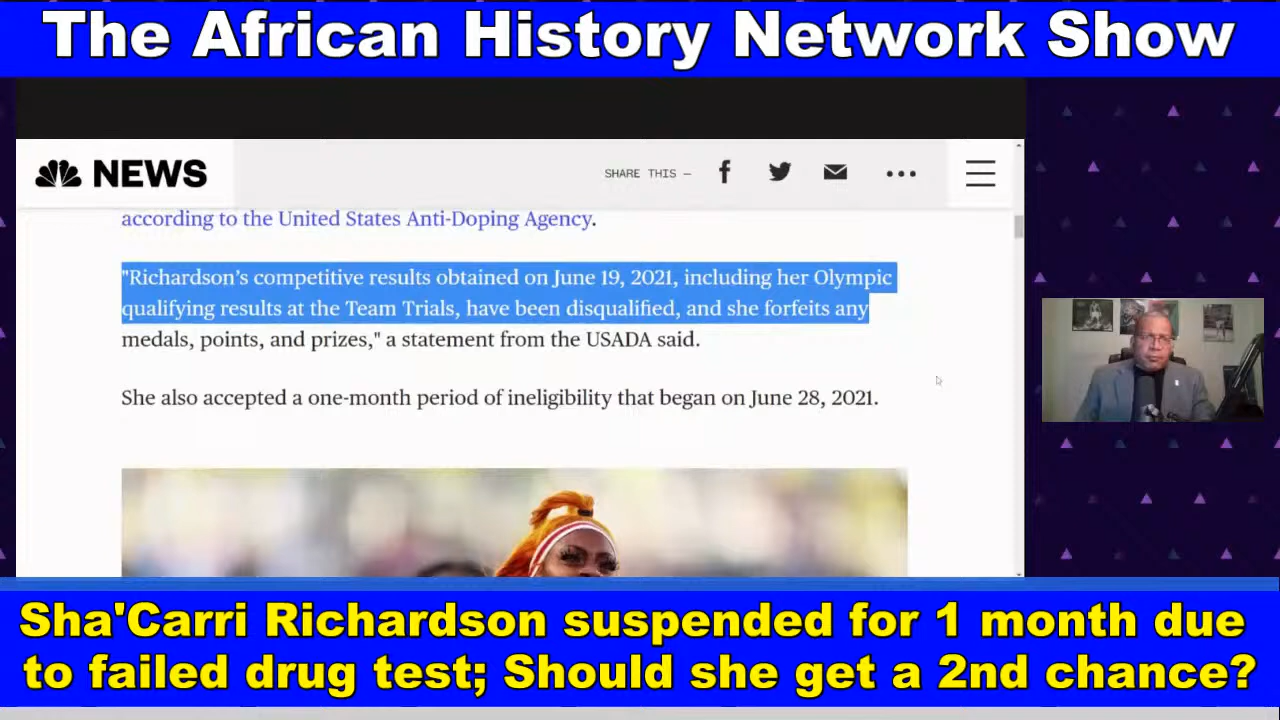 The African History Network Show
NEWS
SHARE THIS —
according to the United States Anti-Doping Agency.
"Richardson's competitive results obtained on June 19, 2021, including her Olympic
qualifying results at the Team Trials, have been disqualified, and she forfeits any
medals, points, and prizes," a statement from the USADA said.
She also accepted a one-month period of ineligibility that began on June 28, 2021.
Sha'Carri Richardson suspended for 1 month due
to failed drug test; Should she get a 2nd chance?